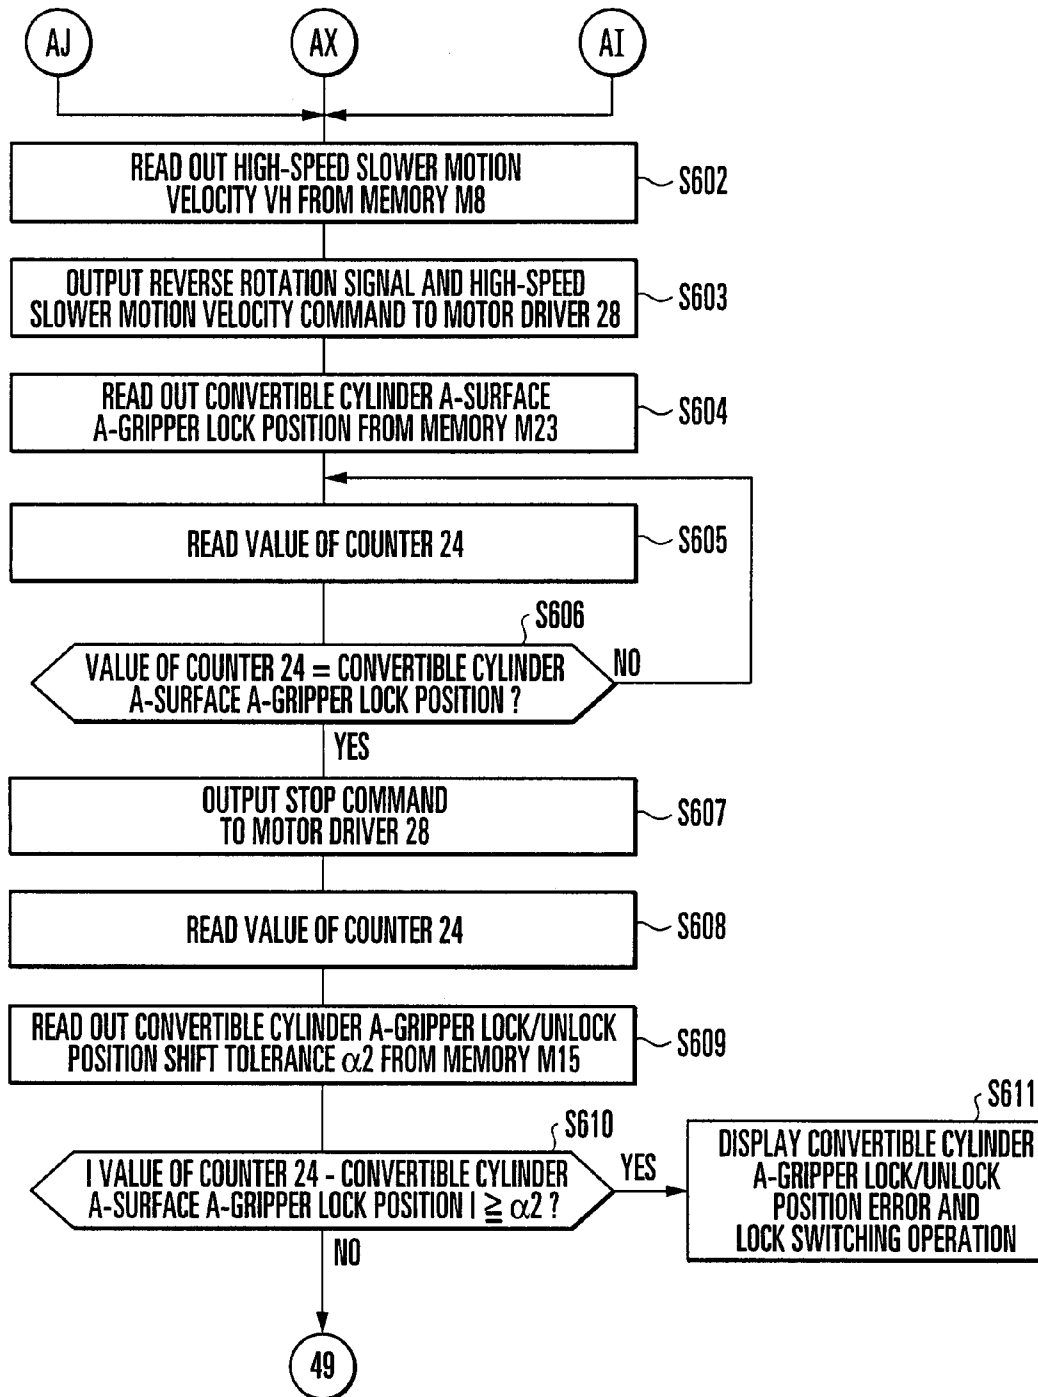 AJ
AX
AI
READ OUT HIGH-SPEED SLOWER MOTION
VELOCITY VH FROM MEMORY M8
S602
OUTPUT REVERSE ROTATION SIGNAL AND HIGH-SPEED
SLOWER MOTION VELOCITY COMMAND TO MOTOR DRIVER 28
S603
READ OUT CONVERTIBLE CYLINDER A-SURFACE
A-GRIPPER LOCK POSITION FROM MEMORY M23
S604
READ VALUE OF COUNTER 24
S605
S606
VALUE OF COUNTER 24 = CONVERTIBLE CYLINDER
A-SURFACE A-GRIPPER LOCK POSITION ?
NO
YES
OUTPUT STOP COMMAND
TO MOTOR DRIVER 28
S607
READ VALUE OF COUNTER 24
S608
READ OUT CONVERTIBLE CYLINDER A-GRIPPER LOCK/UNLOCK
POSITION SHIFT TOLERANCE α2 FROM MEMORY M15
S609
S610
| VALUE OF COUNTER 24 - CONVERTIBLE CYLINDER
A-SURFACE A-GRIPPER LOCK POSITION | ≧ α2 ?
YES
NO
S611
DISPLAY CONVERTIBLE CYLINDER
A-GRIPPER LOCK/UNLOCK
POSITION ERROR AND
LOCK SWITCHING OPERATION
49